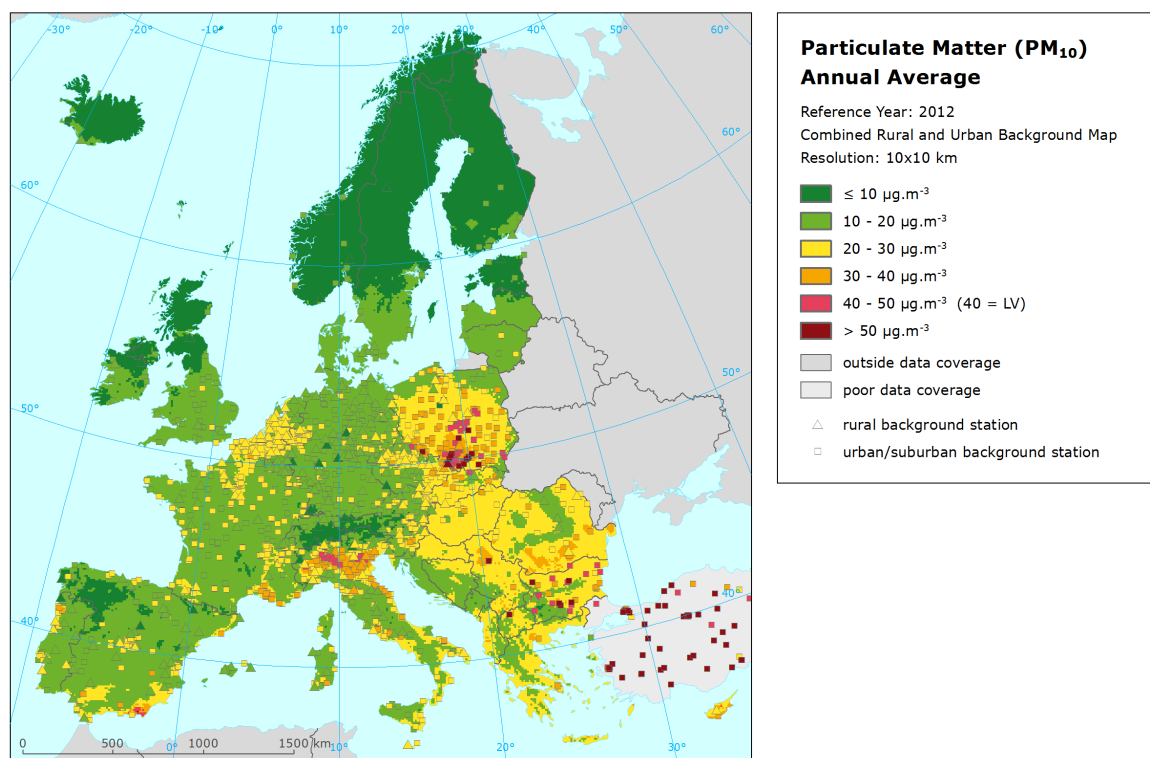 -30°
-20°
-10°
0°
10°
20°
30°
40°
50°
60°
60°
60°
50°
50°
40°
40°
0°
10°
20°
30°
0
500
1000
1500 km
Particulate Matter (PM₁₀)
Annual Average
Reference Year: 2012
Combined Rural and Urban Background Map
Resolution: 10x10 km
≤ 10 µg.m⁻³
10 - 20 µg.m⁻³
20 - 30 µg.m⁻³
30 - 40 µg.m⁻³
40 - 50 µg.m⁻³ (40 = LV)
> 50 µg.m⁻³
outside data coverage
poor data coverage
rural background station
urban/suburban background station